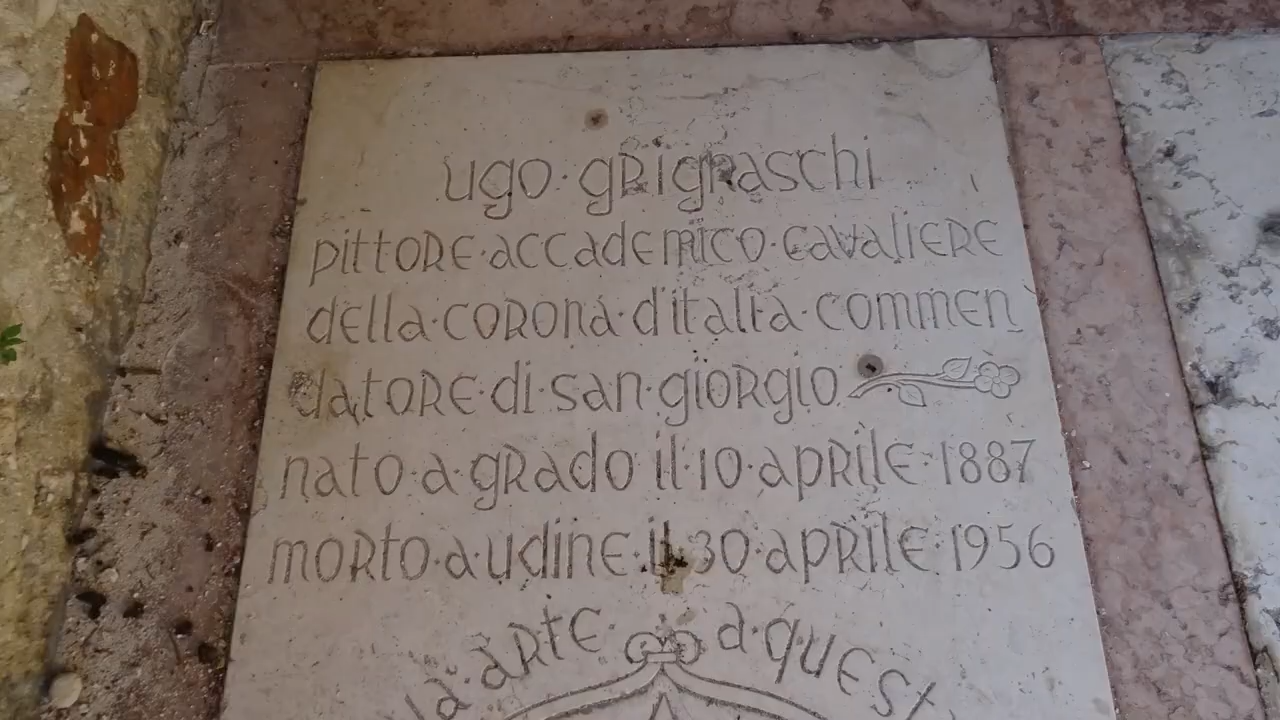 ugo·gRignaschi
pittoRe·accademico·cavalieRe
della·coRona·d'italia·commen
datoRe·di·san·gioRgio
nato·a·gRado·il·10·apRile·1887
moRto·a·udine·il·30·apRile·1956
aRte· a·quest